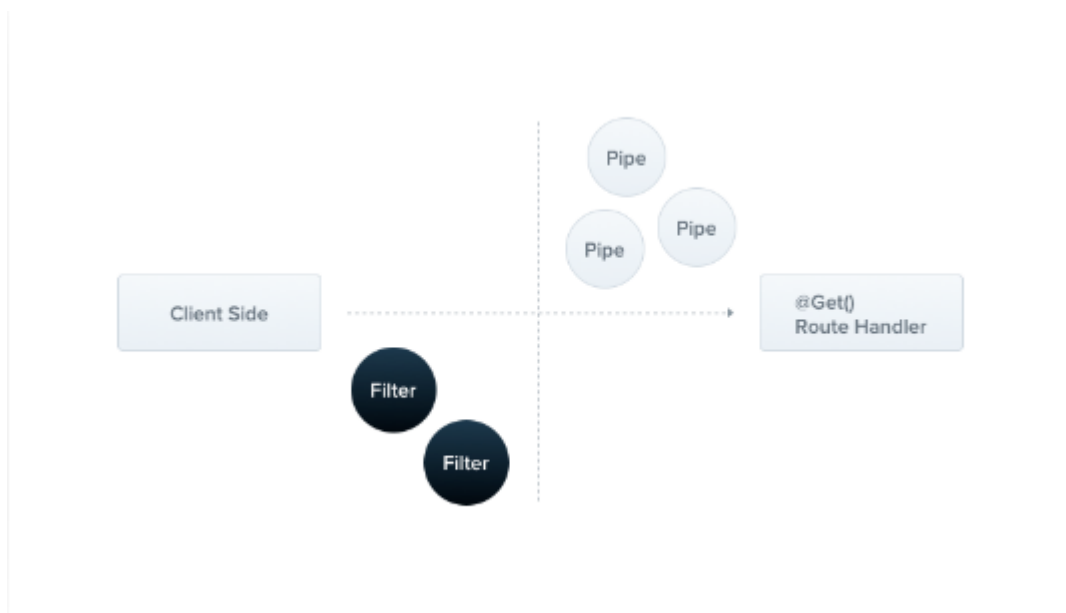 Pipe
Pipe
Pipe
Client Side
@Get()
Route Handler
Filter
Filter